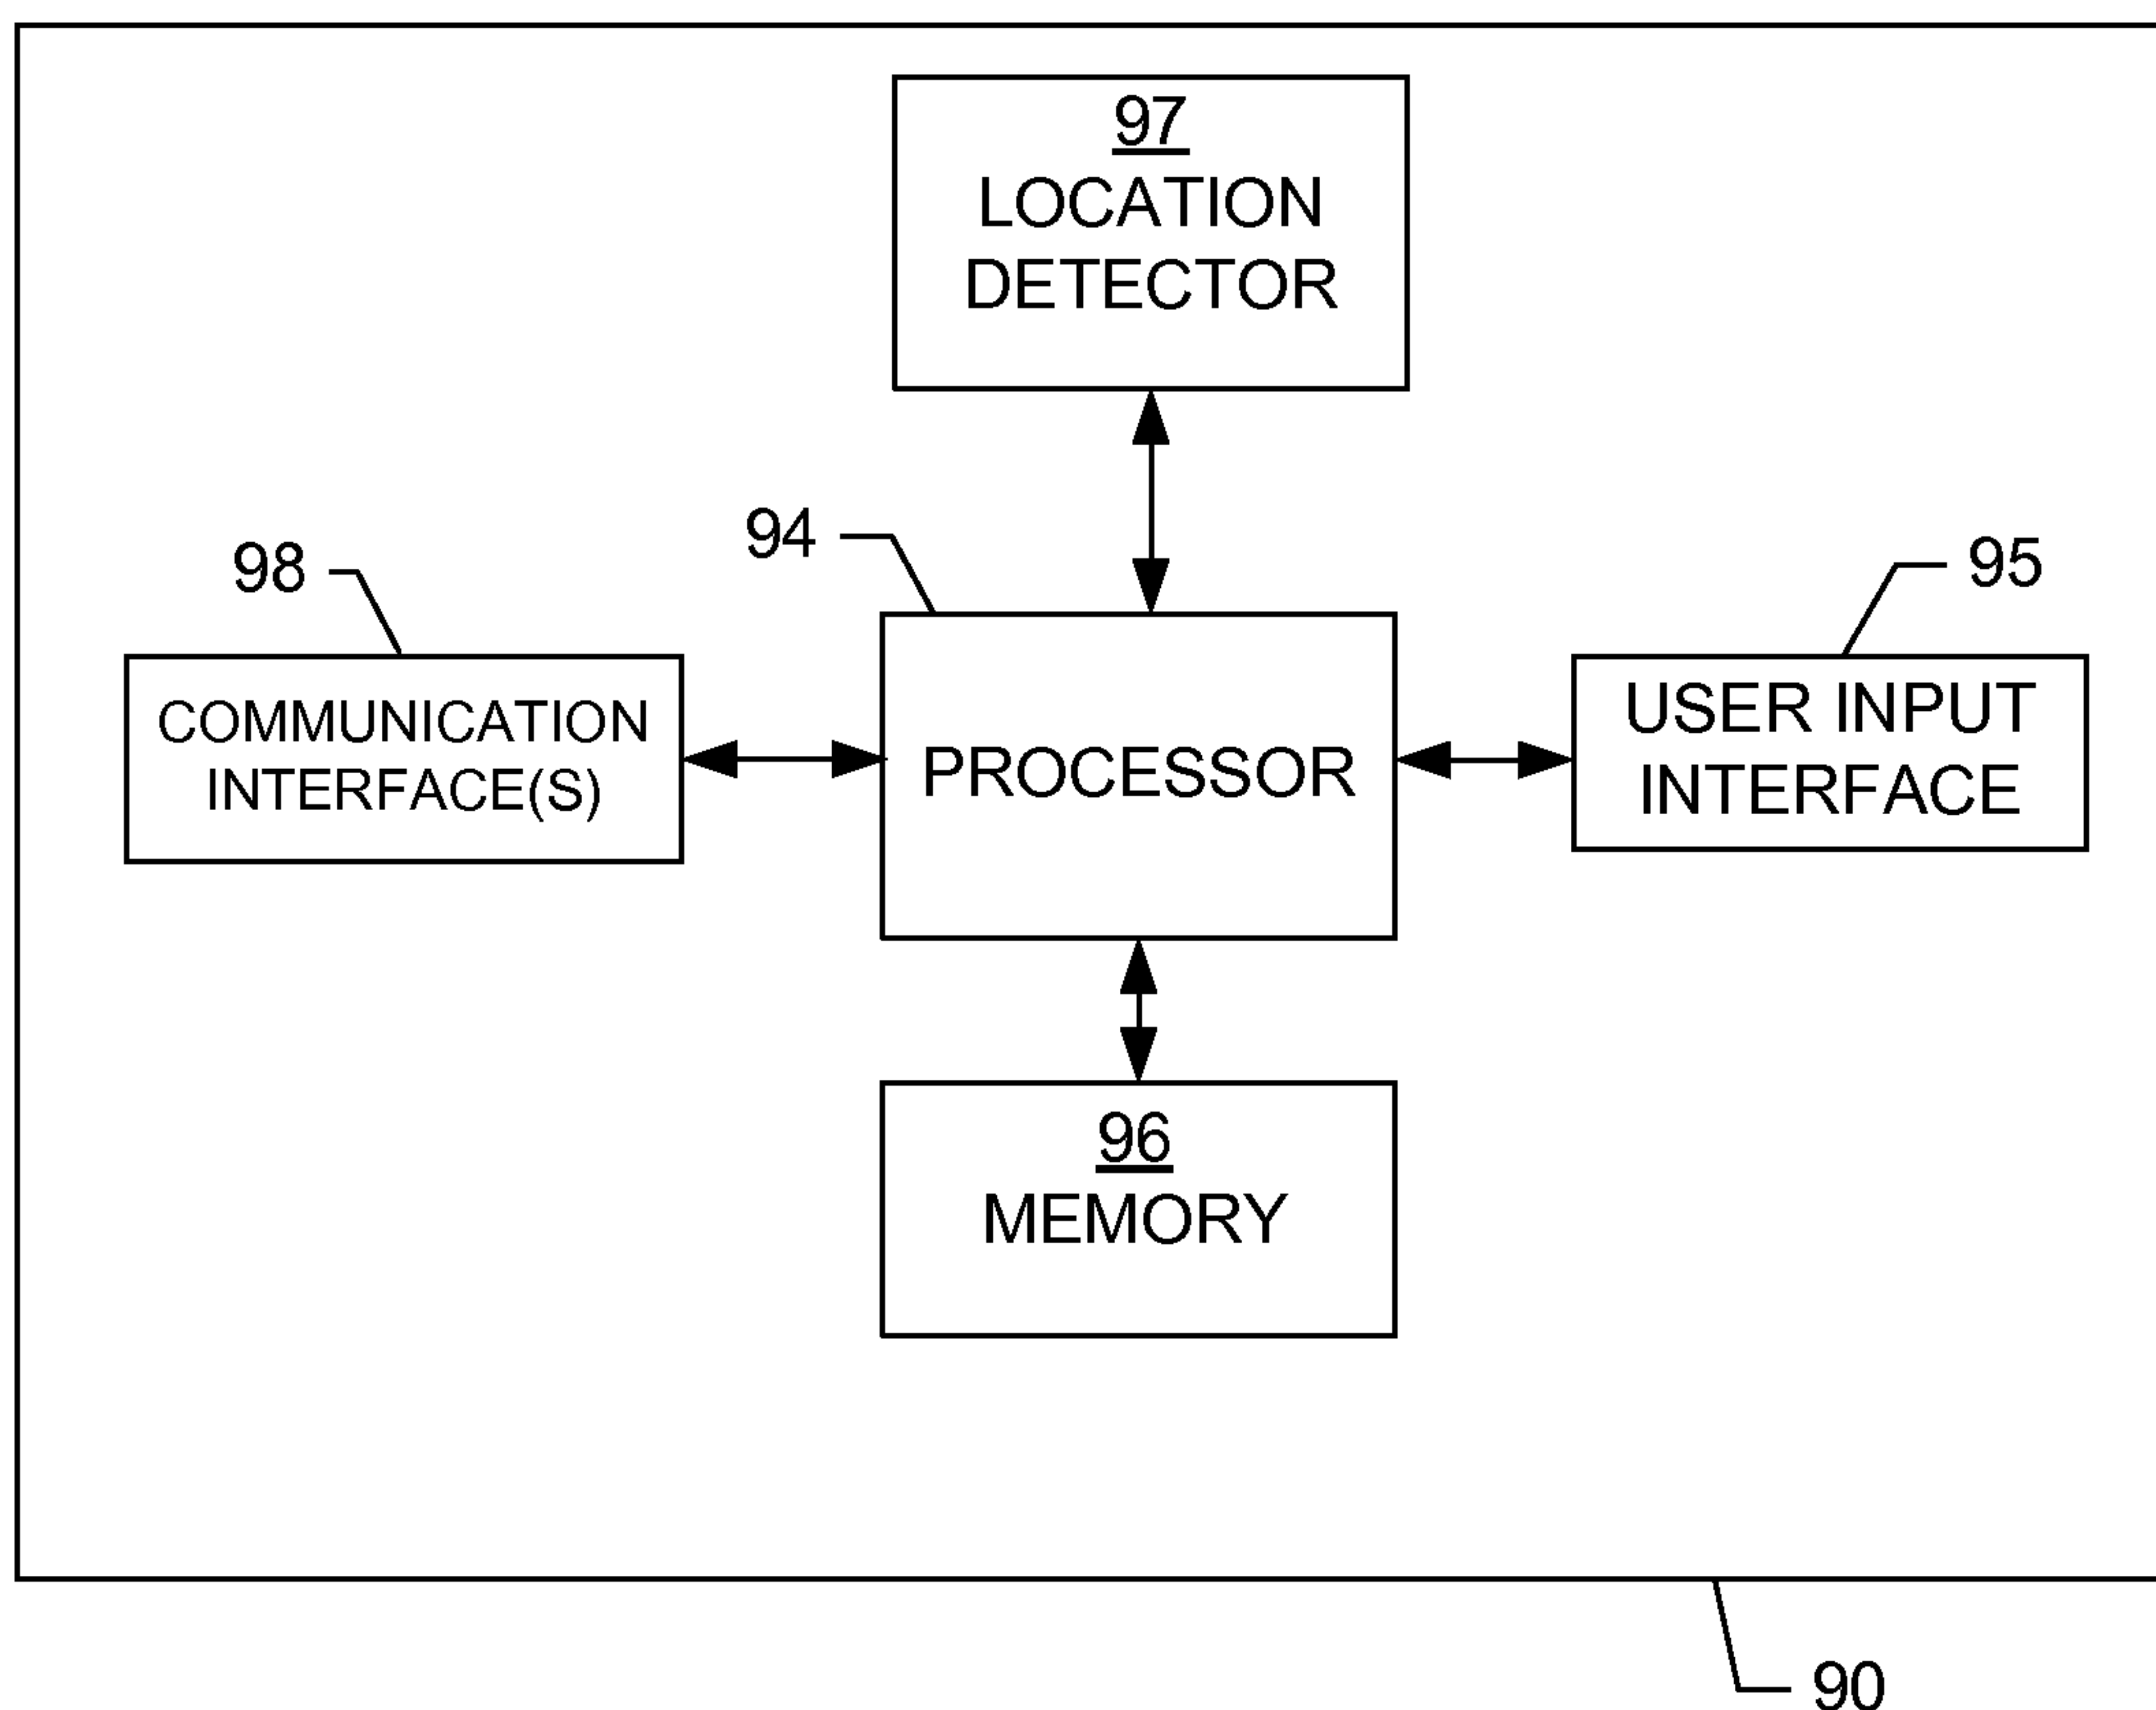 97
LOCATION
DETECTOR
94
98
95
COMMUNICATION
INTERFACE(S)
PROCESSOR
USER INPUT
INTERFACE
96
MEMORY
90